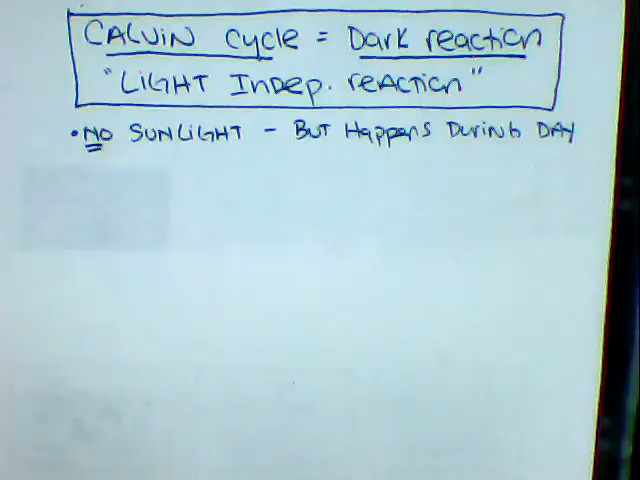 CALVIN cycle = Dark reaction
"LIGHT Indep. reaction"
• NO SUNLIGHT - BUT Happens During DAY